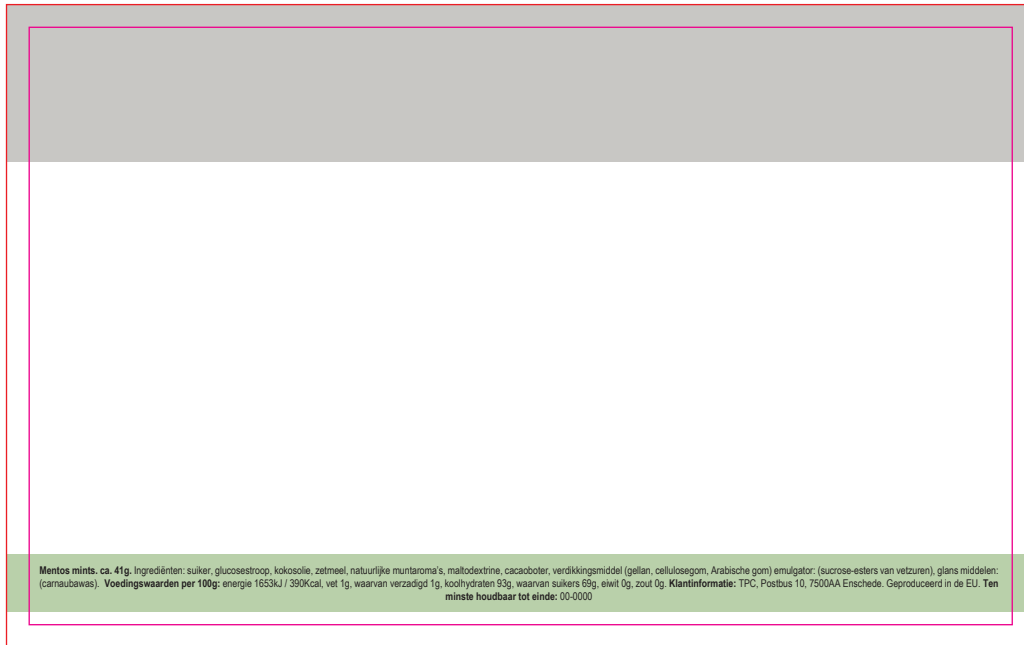 Mentos mints. ca. 41g. Ingrediënten: suiker, glucosestroop, kokosolie, zetmeel, natuurlijke muntaroma's, maltodextrine, cacaoboter, verdikkingsmiddel (gellan, cellulosegom, Arabische gom) emulgator: (sucrose-esters van vetzuren), glans middelen:
(carnaubawas). Voedingswaarden per 100g: energie 1653kJ / 390Kcal, vet 1g, waarvan verzadigd 1g, koolhydraten 93g, waarvan suikers 69g, eiwit 0g, zout 0g. Klantinformatie: TPC, Postbus 10, 7500AA Enschede. Geproduceerd in de EU. Ten
minste houdbaar tot einde: 00-0000